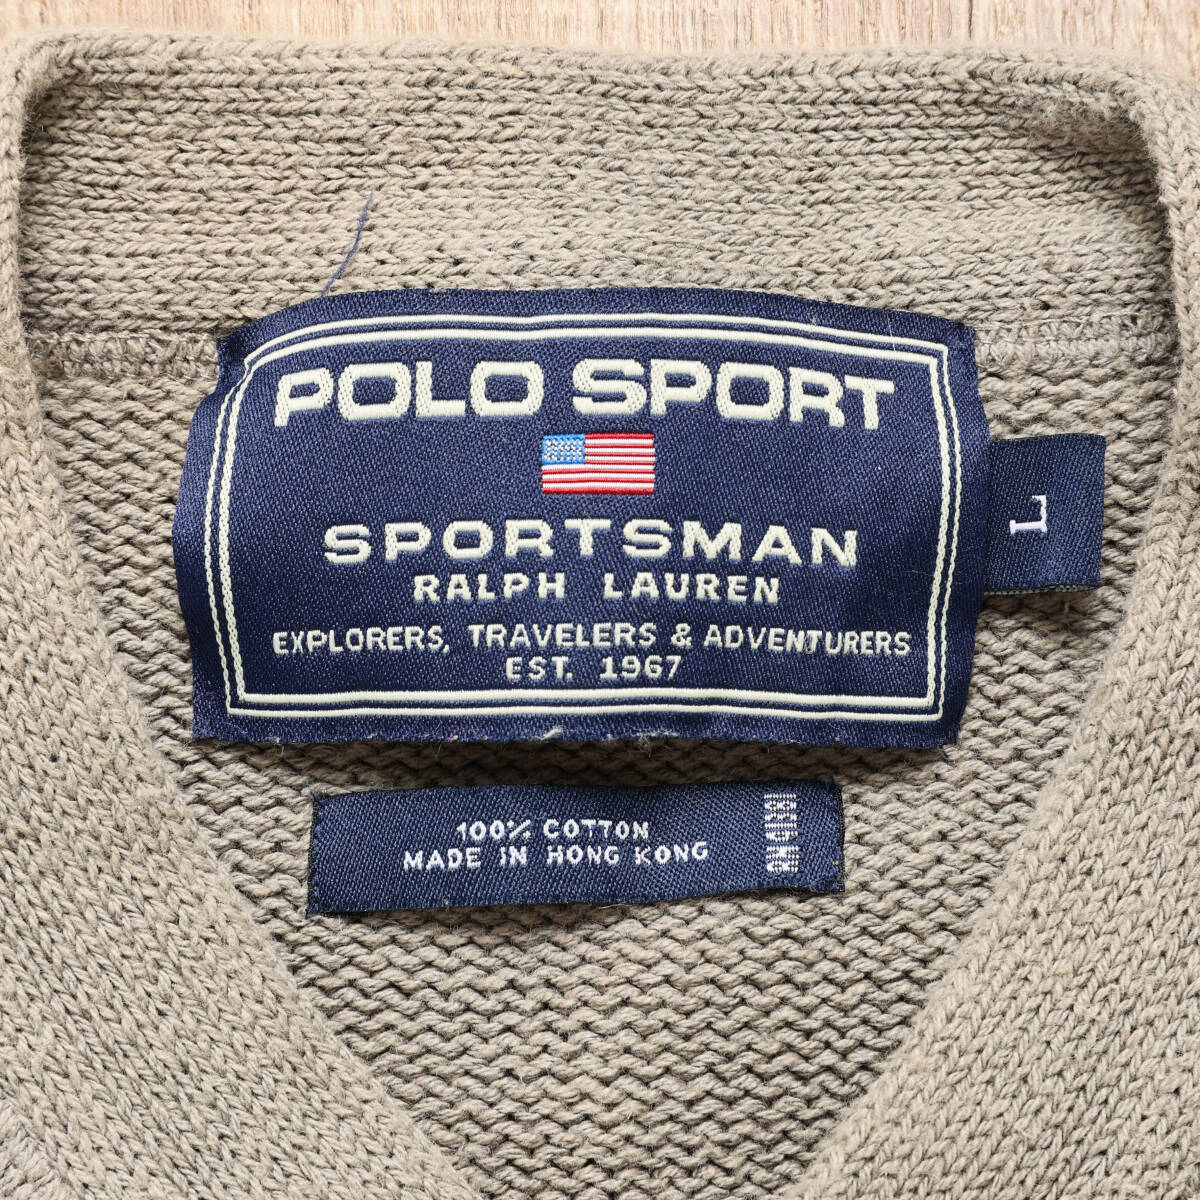 POLO SPORT
SPORTSMAN
RALPH LAUREN
EXPLORERS, TRAVELERS & ADVENTURERS
EST. 1967
L
100% COTTON
MADE IN HONG KONG